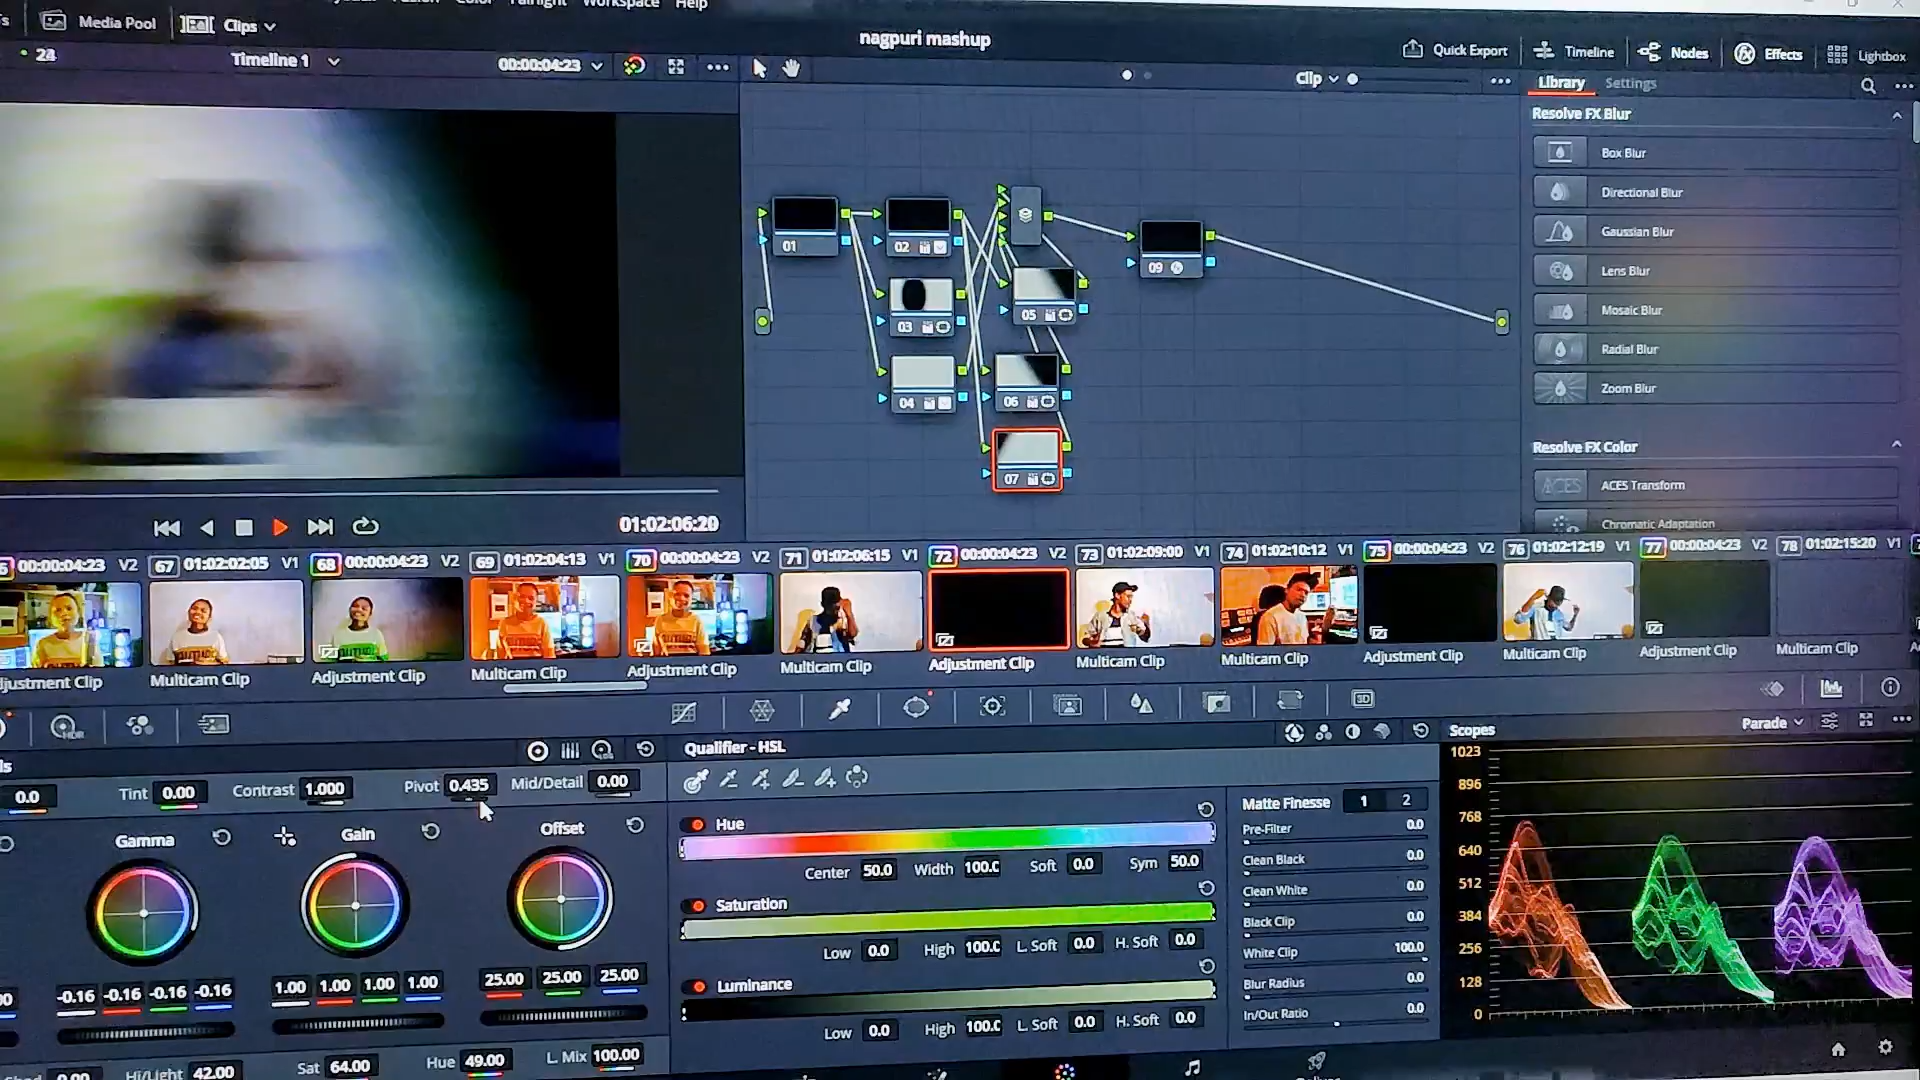 Color
Fairlight
Workspace
Help
Media Pool
Clips
nagpuri mashup
Quick Export
Timeline
Nodes
Effects
Lightbox
24
Timeline 1
00:00:04:23
Clip
Library
Settings
Resolve FX Blur
Box Blur
Directional Blur
Gaussian Blur
Lens Blur
Mosaic Blur
Radial Blur
Zoom Blur
Resolve FX Color
ACES
ACES Transform
Chromatic Adaptation
01
02
03
04
05
06
07
09
01:02:06:20
00:00:04:23 V2
67 01:02:02:05 V1
68 00:00:04:23 V2
69 01:02:04:13 V1
70 00:00:04:23 V2
71 01:02:06:15 V1
72 00:00:04:23 V2
73 01:02:09:00 V1
74 01:02:10:12 V1
75 00:00:04:23 V2
76 01:02:12:19 V1
77 00:00:04:23 V2
78 01:02:15:20 V1
justment Clip
Multicam Clip
Adjustment Clip
Multicam Clip
Adjustment Clip
Multicam Clip
Adjustment Clip
Multicam Clip
Multicam Clip
Adjustment Clip
Multicam Clip
Adjustment Clip
Multicam Clip
HDR
3D
ls
Qualifier - HSL
Scopes
Parade
0.0
Tint 0.00
Contrast 1.000
Pivot 0.435
Mid/Detail 0.00
Gamma
Gain
Offset
-0.16 -0.16 -0.16 -0.16
1.00 1.00 1.00 1.00
25.00 25.00 25.00
0.00
Hi/Light 42.00
Sat 64.00
Hue 49.00
L. Mix 100.00
Hue
Center 50.0 Width 100.0 Soft 0.0 Sym 50.0
Saturation
Low 0.0 High 100.0 L. Soft 0.0 H. Soft 0.0
Luminance
Low 0.0 High 100.0 L. Soft 0.0 H. Soft 0.0
Matte Finesse 1 2
Pre-Filter 0.0
Clean Black 0.0
Clean White 0.0
Black Clip 0.0
White Clip 100.0
Blur Radius 0.0
In/Out Ratio 0.0
1023
896
768
640
512
384
256
128
0